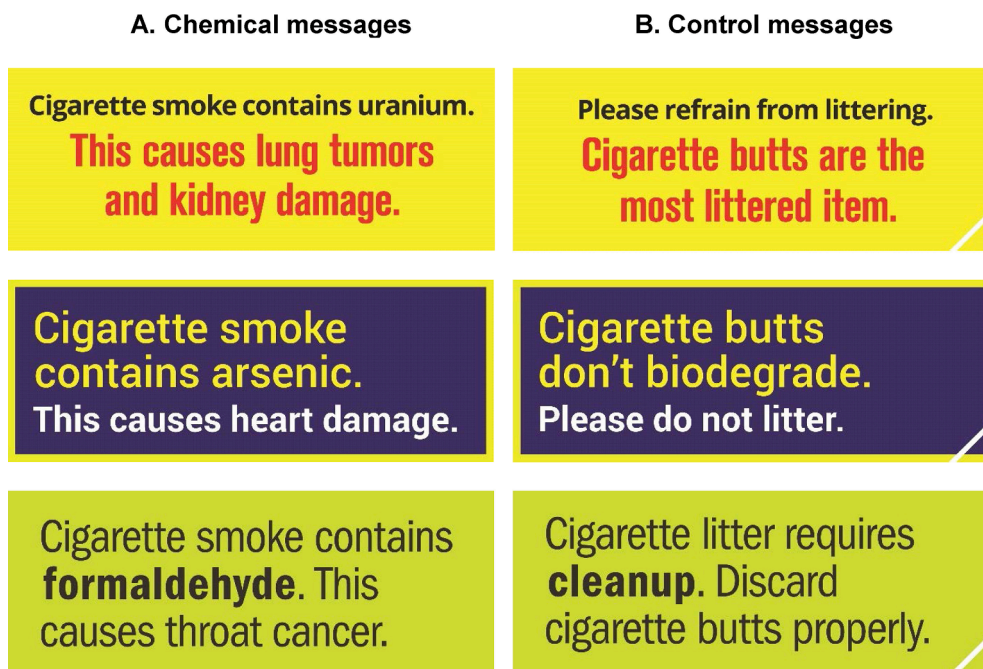 A. Chemical messages
Cigarette smoke contains uranium.
This causes lung tumors
and kidney damage.
Cigarette smoke
contains arsenic.
This causes heart damage.
Cigarette smoke contains
formaldehyde. This
causes throat cancer.
B. Control messages
Please refrain from littering.
Cigarette butts are the
most littered item.
Cigarette butts
don't biodegrade.
Please do not litter.
Cigarette litter requires
cleanup. Discard
cigarette butts properly.